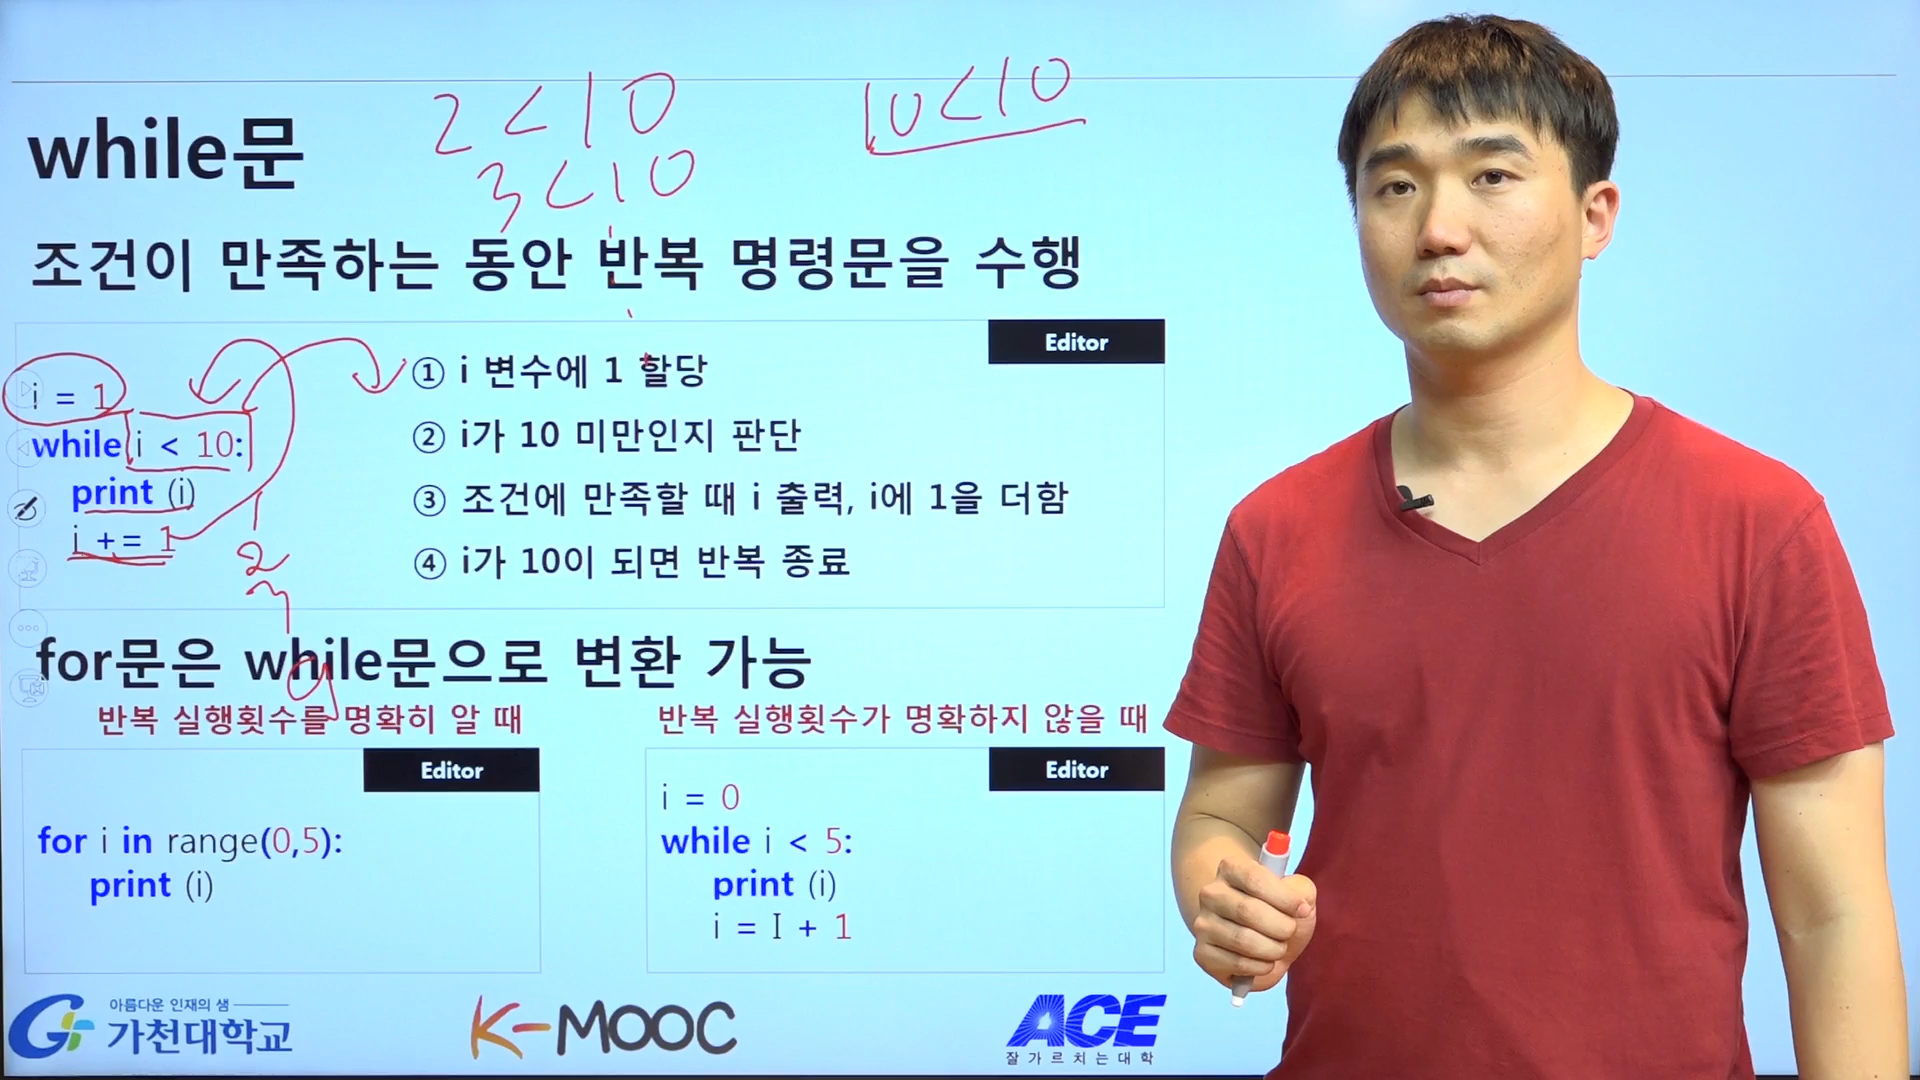 2 < 10
10 < 10
while문
3 < 10
조건이 만족하는 동안 반복 명령문을 수행
Editor
i = 1
while i < 10:
print (i)
i += 1
① i 변수에 1 할당
② i가 10 미만인지 판단
③ 조건에 만족할 때 i 출력, i에 1을 더함
④ i가 10이 되면 반복 종료
1
2
9
for문은 while문으로 변환 가능
반복 실행횟수를 명확히 알 때
Editor
for i in range(0,5):
print (i)
반복 실행횟수가 명확하지 않을 때
Editor
i = 0
while i < 5:
print (i)
i = I + 1
아름다운 인재의 샘
가천대학교
K-MOOC
ACE
잘 가르치는 대학